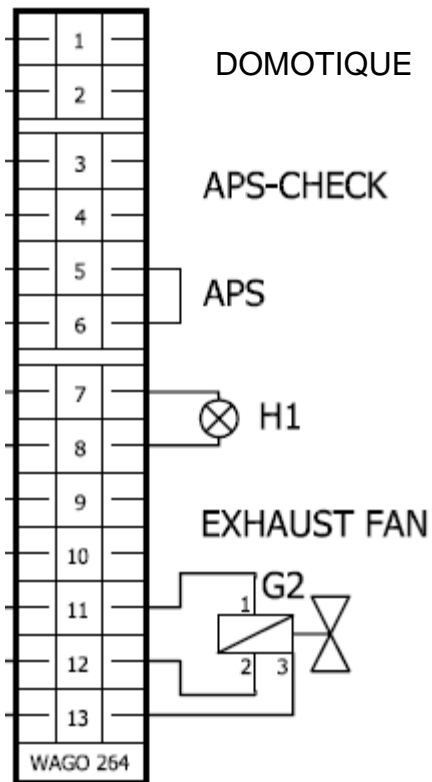 1
DOMOTIQUE
2
3
APS-CHECK
4
5
APS
6
7
H1
8
9
EXHAUST FAN
10
G2
11
1
12
2 3
13
WAGO 264